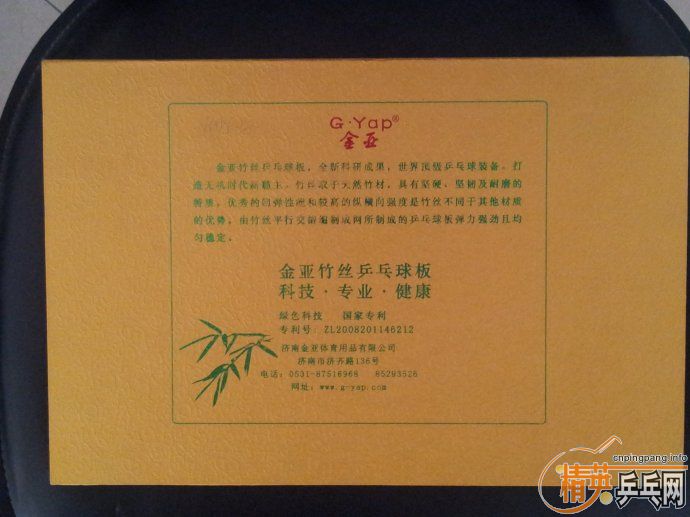 G·Yap®
金亚
金亚竹丝乒乓球板，全新科研成果，世界顶级乒乓球装备。打
造无机时代新霸主。竹丝取于天然竹材，具有坚硬、坚韧及耐磨的
特质，优秀的回弹性能和较高的纵横向强度是竹丝不同于其他材质
的优势，由竹丝平行交错编制成网所制成的乒乓球板弹力强劲且均
匀稳定。
金亚竹丝乒乓球板
科技·专业·健康
绿色科技 国家专利
专利号：ZL2008201146212
济南金亚体育用品有限公司
济南市济齐路136号
电话：0531-87516968 85293526
网址：www.g-yap.com
cnpingpang.info
精英乒乓网